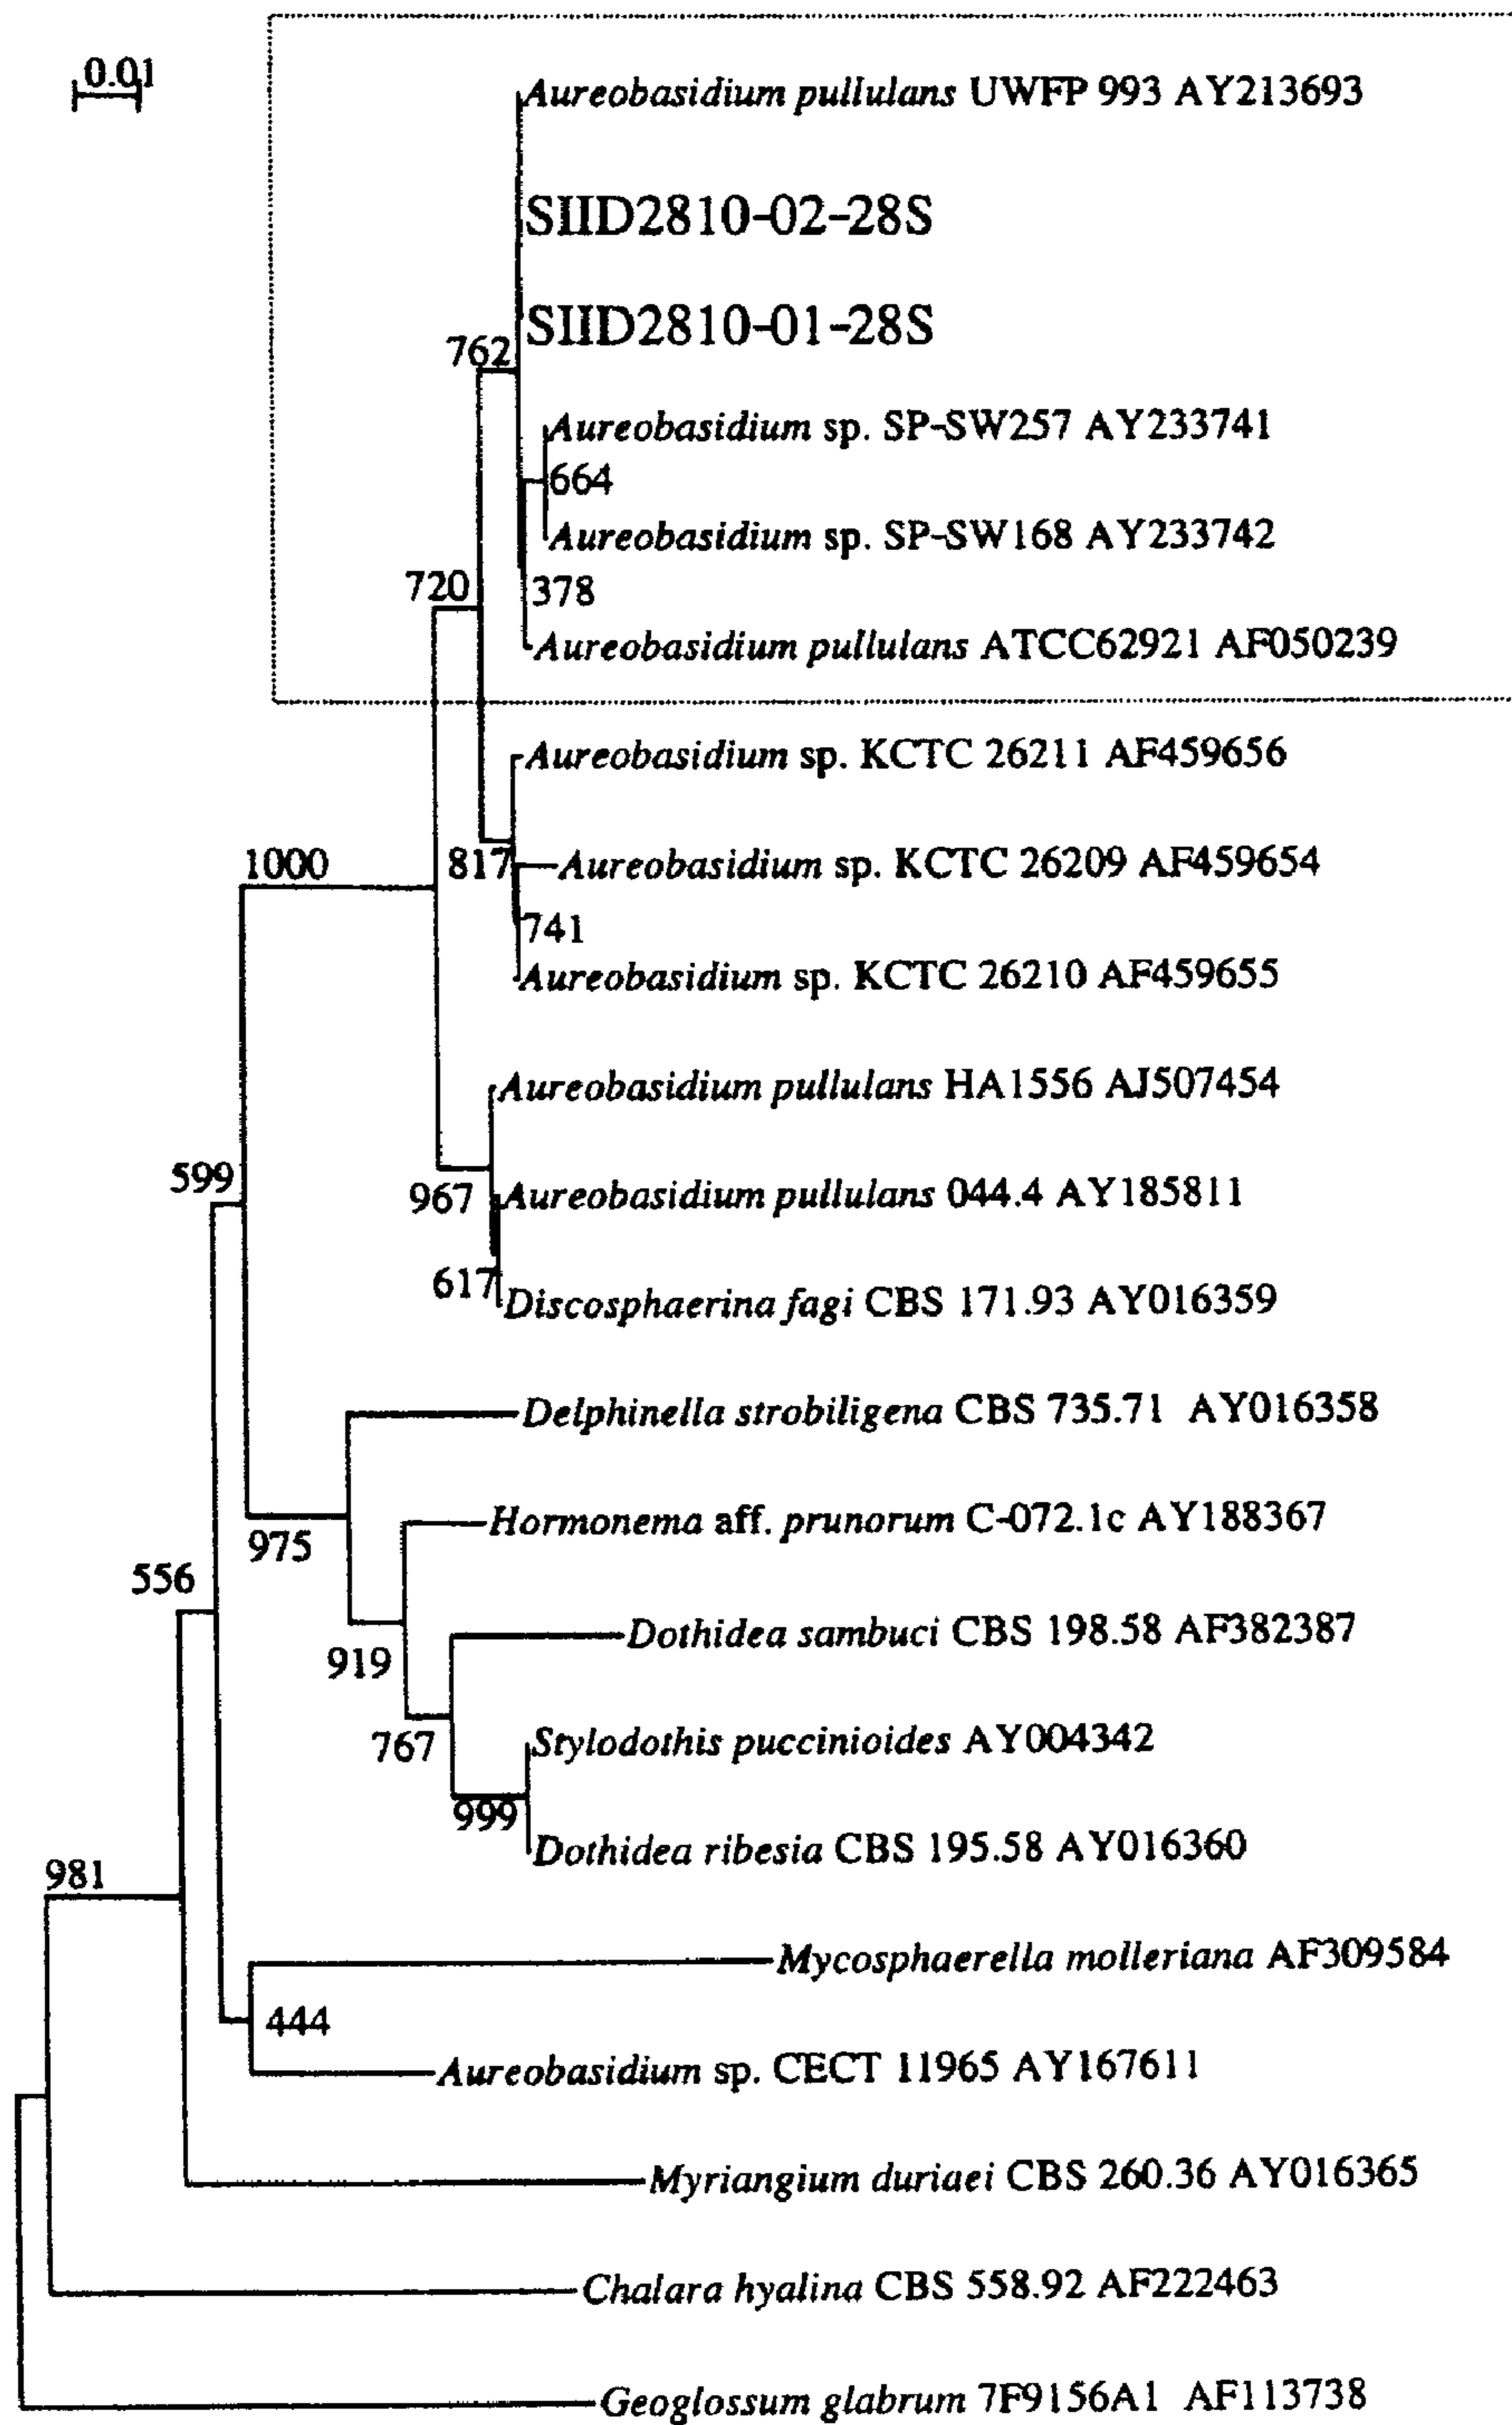 0.01
Aureobasidium pullulans UWFP 993 AY213693
SIID2810-02-28S
SIID2810-01-28S
762
Aureobasidium sp. SP-SW257 AY233741
664
Aureobasidium sp. SP-SW168 AY233742
720
378
Aureobasidium pullulans ATCC62921 AF050239
Aureobasidium sp. KCTC 26211 AF459656
1000
817
Aureobasidium sp. KCTC 26209 AF459654
741
Aureobasidium sp. KCTC 26210 AF459655
Aureobasidium pullulans HA1556 AJ507454
599
967
Aureobasidium pullulans 044.4 AY185811
617
Discosphaerina fagi CBS 171.93 AY016359
Delphinella strobiligena CBS 735.71 AY016358
Hormonema aff. prunorum C-072.1c AY188367
975
556
Dothidea sambuci CBS 198.58 AF382387
919
767
Stylodothis puccinioides AY004342
999
Dothidea ribesia CBS 195.58 AY016360
981
Mycosphaerella molleriana AF309584
444
Aureobasidium sp. CECT 11965 AY167611
Myriangium duriaei CBS 260.36 AY016365
Chalara hyalina CBS 558.92 AF222463
Geoglossum glabrum 7F9156A1 AF113738